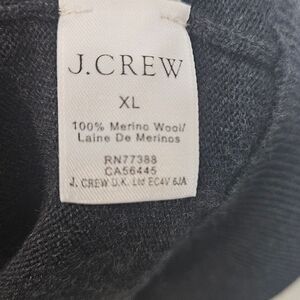 J.CREW
XL
100% Merino Wool/
Laine De Merinos
RN77388
CA56445
J. CREW U.K. Ltd EC4V 6JA